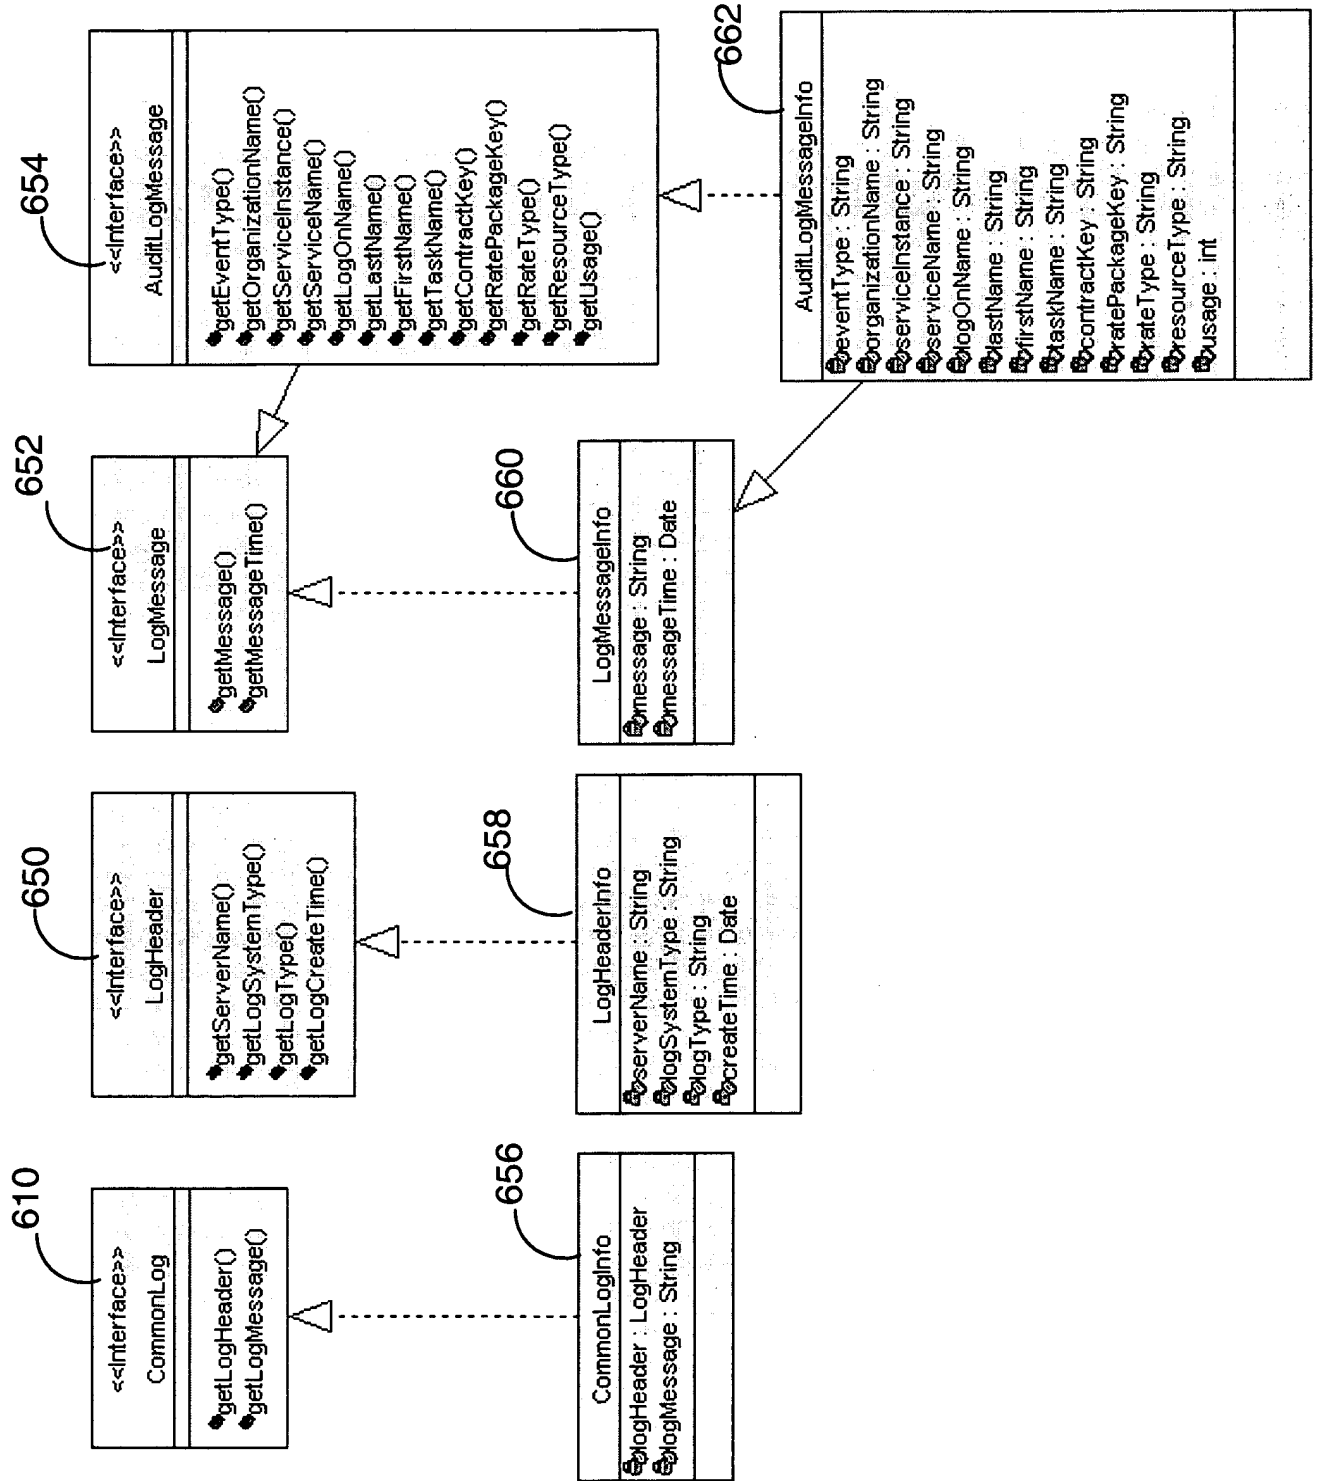 610
<<Interface>>
CommonLog
getLogHeader()
getLogMessage()
650
<<Interface>>
LogHeader
getServerName()
getLogSystemType()
getLogType()
getLogCreateTime()
652
<<Interface>>
LogMessage
getMessage()
getMessageTime()
654
<<Interface>>
AuditLogMessage
getEventType()
getOrganizationName()
getServiceInstance()
getServiceName()
getLogOnName()
getLastName()
getFirstName()
getTaskName()
getContractKey()
getRatePackageKey()
getRateType()
getResourceType()
getUsage()
656
CommonLogInfo
logHeader : LogHeader
logMessage : String
658
LogHeaderInfo
serverName : String
logSystemType : String
logType : String
createTime : Date
660
LogMessageInfo
message : String
messageTime : Date
662
AuditLogMessageInfo
eventType : String
organizationName : String
serviceInstance : String
serviceName : String
logOnName : String
lastName : String
firstName : String
taskName : String
contractKey : String
ratePackageKey : String
rateType : String
resourceType : String
usage : int